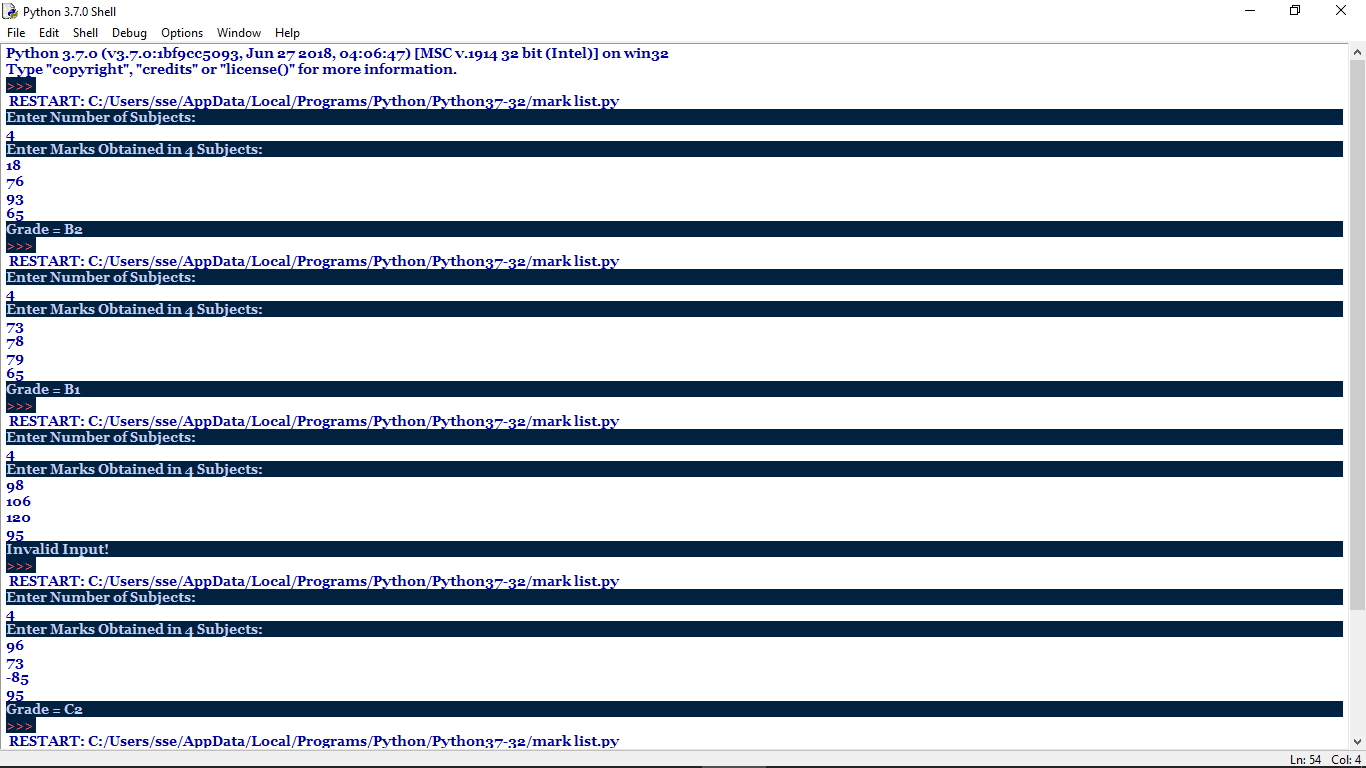 Python 3.7.0 Shell
File Edit Shell Debug Options Window Help
Python 3.7.0 (v3.7.0:1bf9cc5093, Jun 27 2018, 04:06:47) [MSC v.1914 32 bit (Intel)] on win32
Type "copyright", "credits" or "license()" for more information.
>>>
RESTART: C:/Users/sse/AppData/Local/Programs/Python/Python37-32/mark list.py
Enter Number of Subjects:
4
Enter Marks Obtained in 4 Subjects:
18
76
93
65
Grade = B2
>>>
RESTART: C:/Users/sse/AppData/Local/Programs/Python/Python37-32/mark list.py
Enter Number of Subjects:
4
Enter Marks Obtained in 4 Subjects:
73
78
79
65
Grade = B1
>>>
RESTART: C:/Users/sse/AppData/Local/Programs/Python/Python37-32/mark list.py
Enter Number of Subjects:
4
Enter Marks Obtained in 4 Subjects:
98
106
120
95
Invalid Input!
>>>
RESTART: C:/Users/sse/AppData/Local/Programs/Python/Python37-32/mark list.py
Enter Number of Subjects:
4
Enter Marks Obtained in 4 Subjects:
96
73
-85
95
Grade = C2
>>>
RESTART: C:/Users/sse/AppData/Local/Programs/Python/Python37-32/mark list.py
Ln: 54 Col: 4